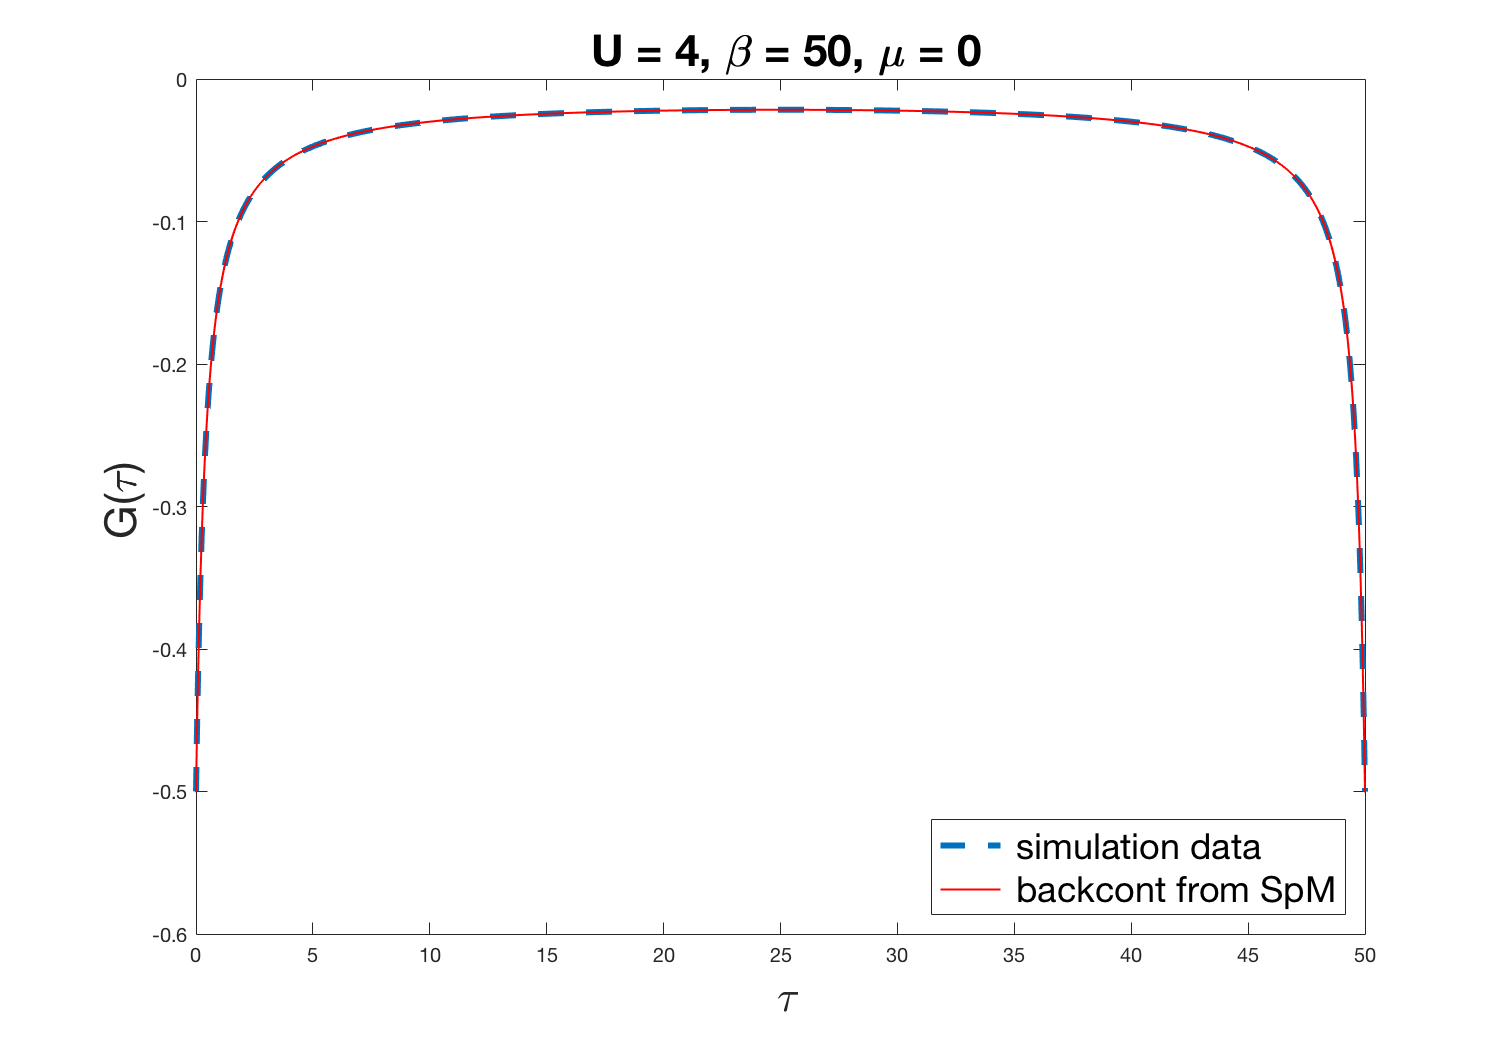 U = 4, β = 50, μ = 0
0
-0.1
-0.2
-0.3
-0.4
-0.5
-0.6
G(τ)
0 5 10 15 20 25 30 35 40 45 50
τ
simulation data
backcont from SpM